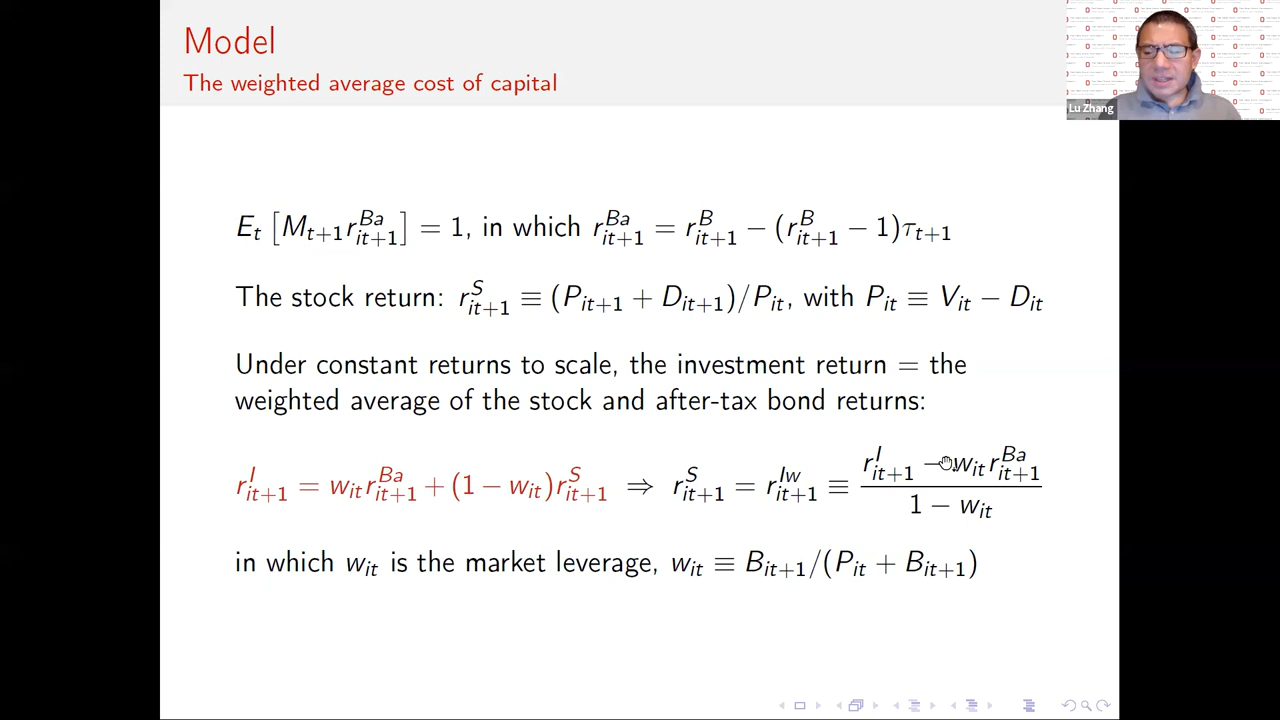 Model
The weighted average cost of capital
Lu Zhang
E_t [M_{t+1} r^{Ba}_{it+1}] = 1, in which r^{Ba}_{it+1} = r^B_{it+1} − (r^B_{it+1} − 1)τ_{t+1}
The stock return: r^S_{it+1} ≡ (P_{it+1} + D_{it+1})/P_{it}, with P_{it} ≡ V_{it} − D_{it}
Under constant returns to scale, the investment return = the
weighted average of the stock and after-tax bond returns:
r^I_{it+1} = w_{it} r^{Ba}_{it+1} + (1 − w_{it})r^S_{it+1} ⇒ r^S_{it+1} = r^{Iw}_{it+1} ≡ \frac{r^I_{it+1} − w_{it} r^{Ba}_{it+1}}{1 − w_{it}}
in which w_{it} is the market leverage, w_{it} ≡ B_{it+1}/(P_{it} + B_{it+1})